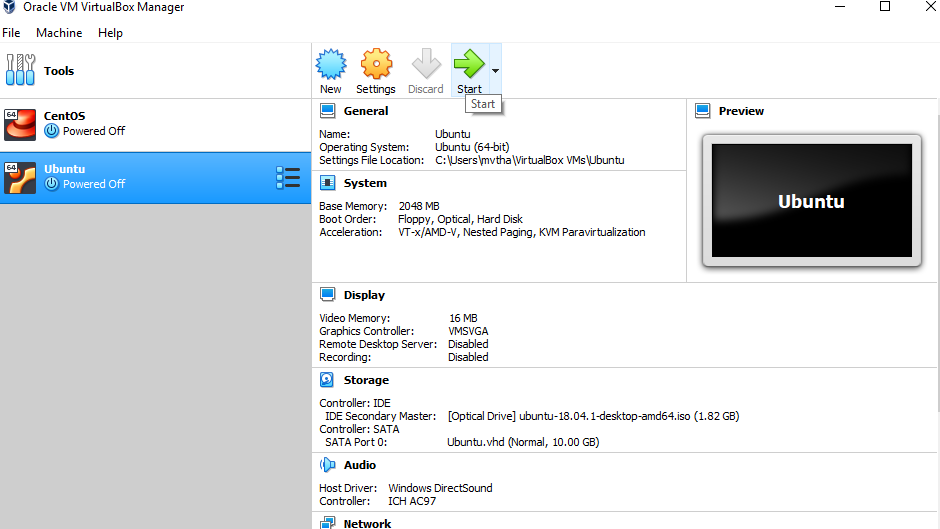 Oracle VM VirtualBox Manager
File Machine Help
Tools
New Settings Discard Start
Start
64
CentOS
Powered Off
64
Ubuntu
Powered Off
General
Name: Ubuntu
Operating System: Ubuntu (64-bit)
Settings File Location: C:\Users\mvtha\VirtualBox VMs\Ubuntu
Preview
Ubuntu
System
Base Memory: 2048 MB
Boot Order: Floppy, Optical, Hard Disk
Acceleration: VT-x/AMD-V, Nested Paging, KVM Paravirtualization
Display
Video Memory: 16 MB
Graphics Controller: VMSVGA
Remote Desktop Server: Disabled
Recording: Disabled
Storage
Controller: IDE
IDE Secondary Master: [Optical Drive] ubuntu-18.04.1-desktop-amd64.iso (1.82 GB)
Controller: SATA
SATA Port 0: Ubuntu.vhd (Normal, 10.00 GB)
Audio
Host Driver: Windows DirectSound
Controller: ICH AC97
Network